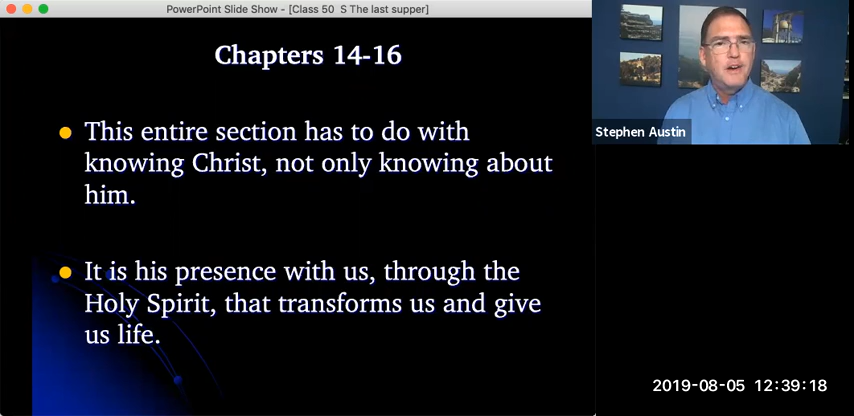 PowerPoint Slide Show - [Class 50  S The last supper]
Chapters 14-16
This entire section has to do with
knowing Christ, not only knowing about
him.
It is his presence with us, through the
Holy Spirit, that transforms us and give
us life.
Stephen Austin
2019-08-05 12:39:18